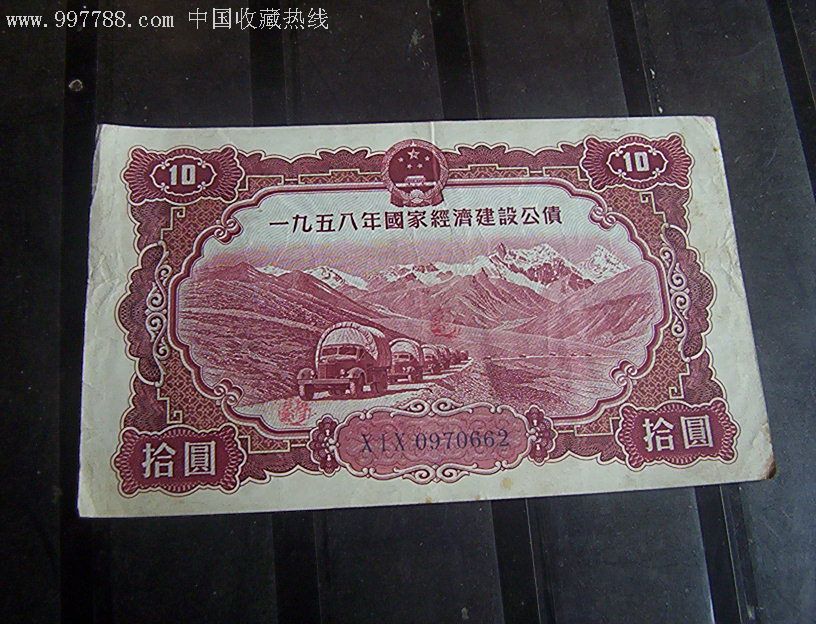 www.997788.com 中国收藏热线
10 10
一九五八年國家經濟建設公債
X I X 0970662
拾圓 拾圓